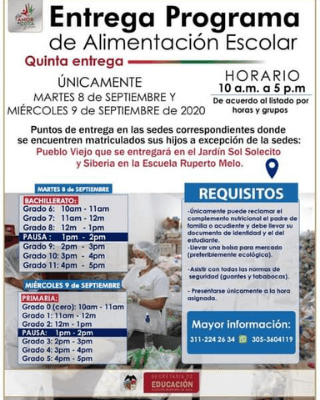 Entrega Programa
de Alimentación Escolar
Quinta entrega
ÚNICAMENTE
MARTES 8 de SEPTIEMBRE Y
MIÉRCOLES 9 de SEPTIEMBRE de 2020
HORARIO
10 a.m. a 5 p.m
De acuerdo al listado por
horas y grupos
Puntos de entrega en las sedes correspondientes donde
se encuentren matriculados sus hijos a excepción de la sedes:
Pueblo Viejo que se entregará en el Jardín Sol Solecito
y Siberia en la Escuela Ruperto Melo.
MARTES 8 de SEPTIEMBRE
BACHILLERATO:
Grado 6: 10am - 11am
Grado 7: 11am - 12m
Grado 8: 12m - 1pm
PAUSA: 1pm - 2pm
Grado 9: 2pm - 3pm
Grado 10: 3pm - 4pm
Grado 11: 4pm - 5pm
MIÉRCOLES 9 de SEPTIEMBRE
PRIMARIA:
Grado 0 (cero): 10am - 11am
Grado 1: 11am - 12m
Grado 2: 12m - 1pm
PAUSA: 1pm - 2pm
Grado 3: 2pm - 3pm
Grado 4: 3pm - 4pm
Grado 5: 4pm - 5pm
REQUISITOS
-Únicamente puede reclamar el
complemento nutricional el padre de
familia o acudiente y debe llevar su
documento de identidad y el del
estudiante.
- Llevar una bolsa para mercado
(preferiblemente ecológica).
-Asistir con todas las normas de
seguridad (guantes y tababocas).
- Presentarse únicamente a la hora
asignada.
Mayor información:
311-224 26 34 305-3604119
SECRETARÍA DE
EDUCACIÓN